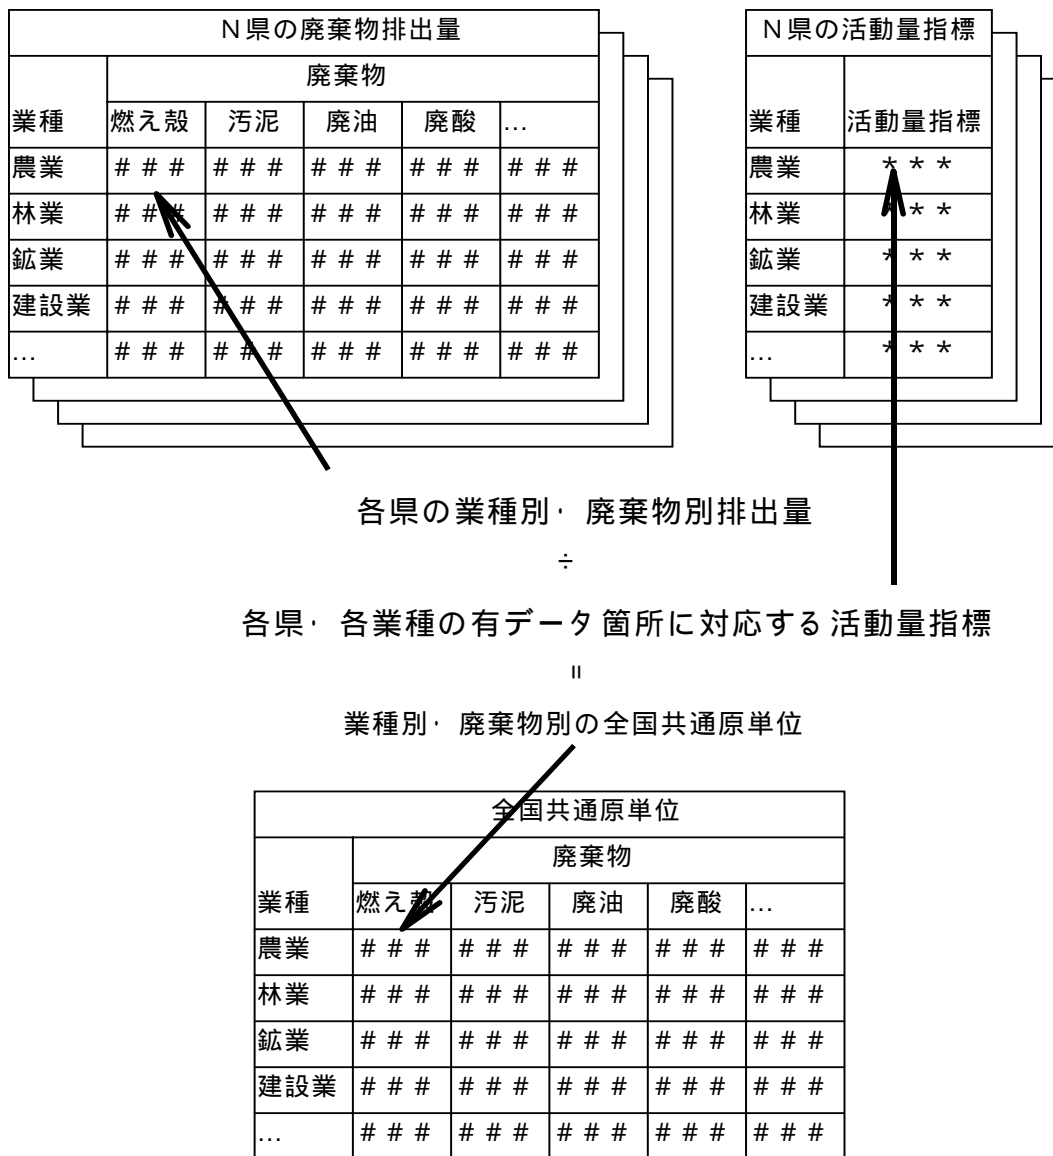 N県の廃棄物排出量
廃棄物
業種 燃え殻 汚泥 廃油 廃酸 …
農業 ### ### ### ### ###
林業 ### ### ### ### ###
鉱業 ### ### ### ### ###
建設業 ### ### ### ### ###
… ### ### ### ### ###
N県の活動量指標
業種 活動量指標
農業 ***
林業 ***
鉱業 ***
建設業 ***
… ***
各県の業種別・廃棄物別排出量
÷
各県・各業種の有データ箇所に対応する活動量指標
=
業種別・廃棄物別の全国共通原単位
全国共通原単位
廃棄物
業種 燃え殻 汚泥 廃油 廃酸 …
農業 ### ### ### ### ###
林業 ### ### ### ### ###
鉱業 ### ### ### ### ###
建設業 ### ### ### ### ###
… ### ### ### ### ###